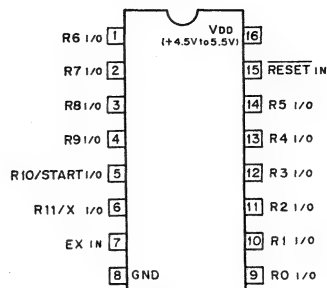 R6 I/O 1
VDD 16
(+4.5V to 5.5V)
R7 I/O 2
15 RESET IN
R8 I/O 3
14 R5 I/O
R9 I/O 4
13 R4 I/O
R10/START I/O 5
12 R3 I/O
R11/X I/O 6
11 R2 I/O
EX IN 7
10 R1 I/O
8 GND
9 R0 I/O